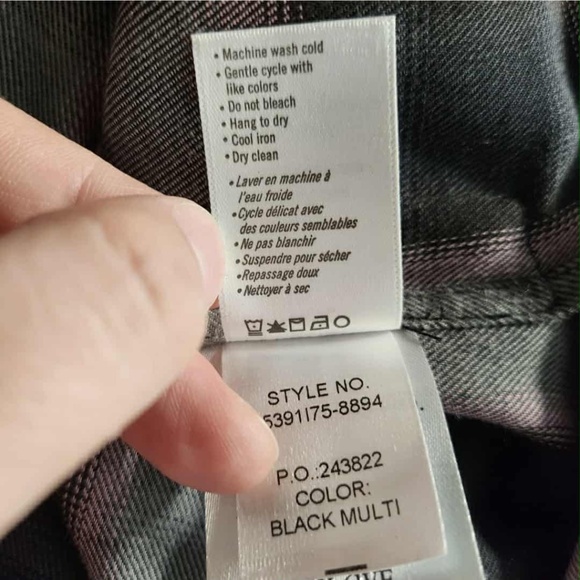 • Machine wash cold
• Gentle cycle with
like colors
• Do not bleach
• Hang to dry
• Cool iron
• Dry clean
• Laver en machine à
l'eau froide
• Cycle délicat avec
des couleurs semblables
• Ne pas blanchir
• Suspendre pour sécher
• Repassage doux
• Nettoyer à sec
STYLE NO.
5391I75-8894
P.O.:243822
COLOR:
BLACK MULTI